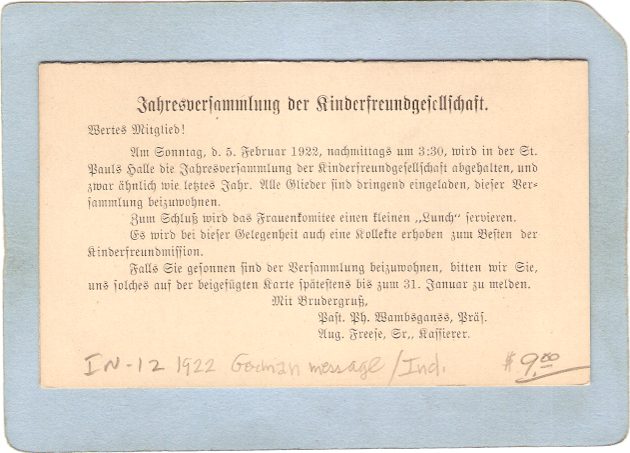 Jahresversammlung der Kinderfreundgesellschaft.
Wertes Mitglied!
Am Sonntag, d. 5. Februar 1922, nachmittags um 3:30, wird in der St.
Pauls Halle die Jahresversammlung der Kinderfreundgesellschaft abgehalten, und
zwar ähnlich wie letztes Jahr. Alle Glieder sind dringend eingeladen, dieser Ver-
sammlung beizuwohnen.
Zum Schluß wird das Frauenkomitee einen kleinen „Lunch“ servieren.
Es wird bei dieser Gelegenheit auch eine Kollekte erhoben zum Besten der
Kinderfreundmission.
Falls Sie gesonnen sind der Versammlung beizuwohnen, bitten wir Sie,
uns solches auf der beigefügten Karte spätestens bis zum 31. Januar zu melden.
Mit Brudergruß,
Past. Ph. Wambsganss, Präs.
Aug. Freese, Sr., Kassierer.
IN-12 1922 German message/Ind. $9.00